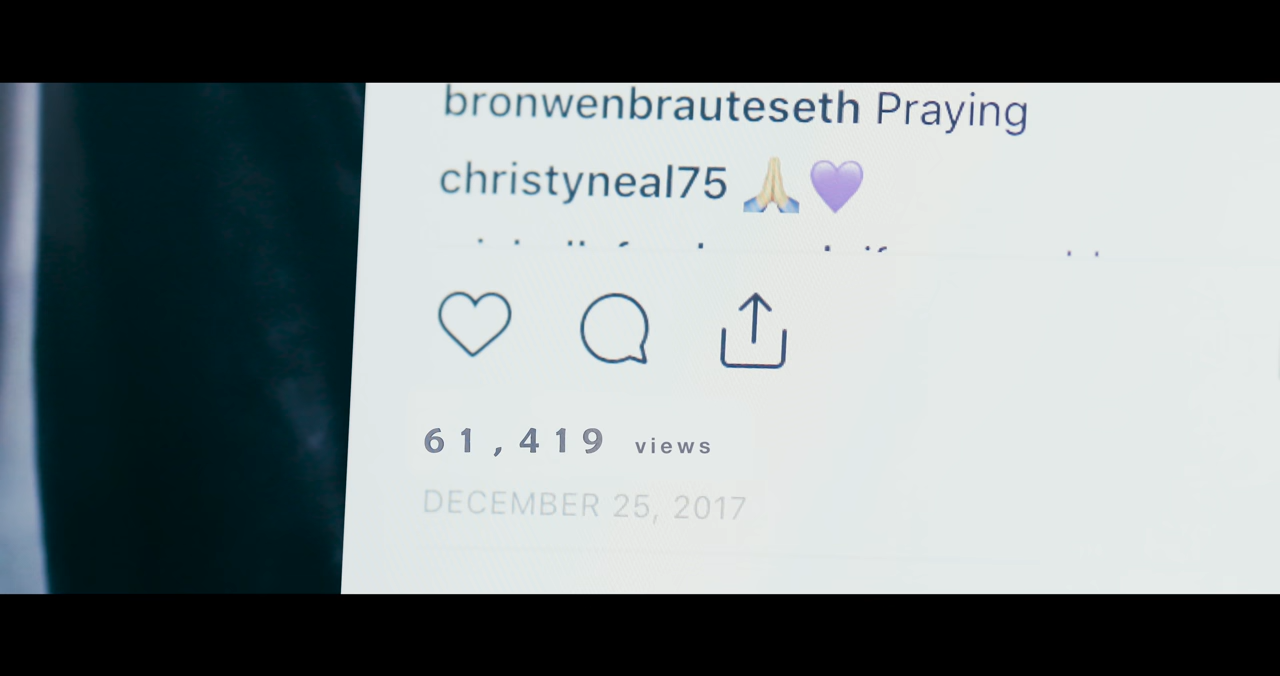 bronwenbrauteseth Praying
christyneal75 🙏🏼💜
61,419 views
DECEMBER 25, 2017